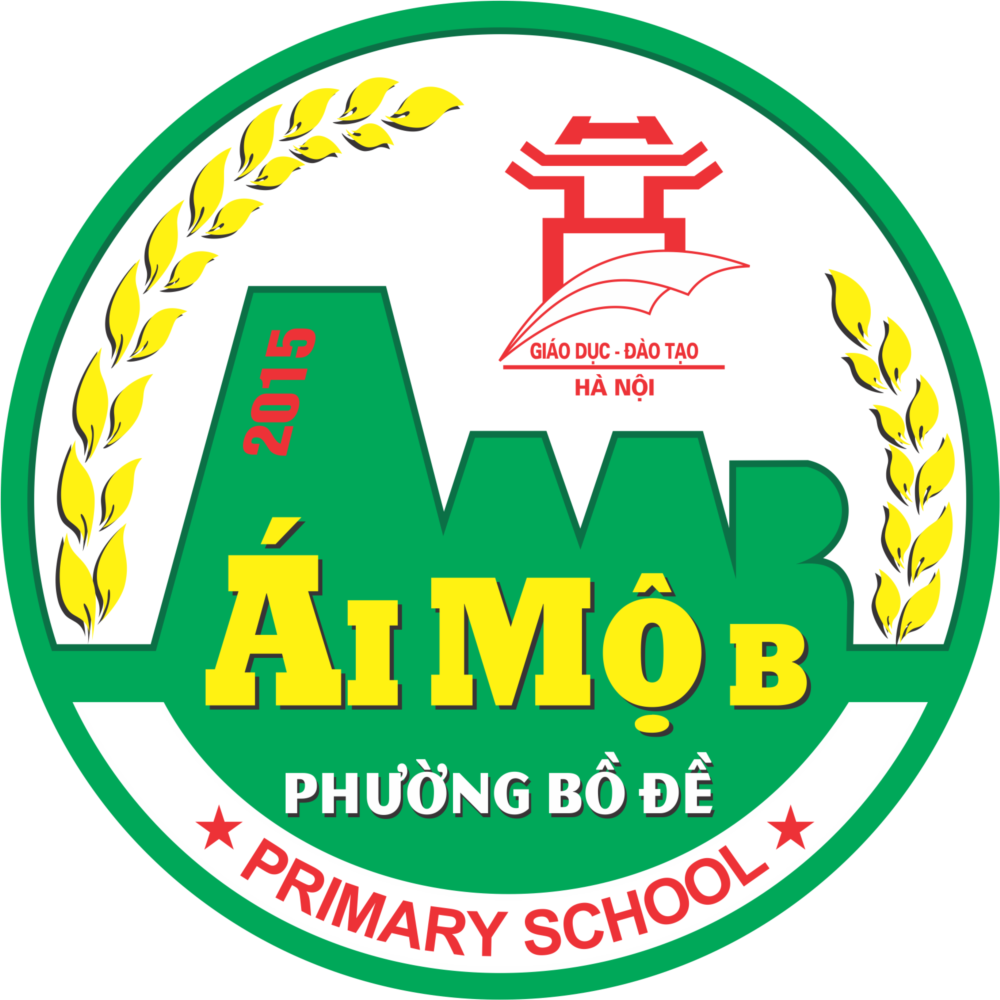 GIÁO DỤC - ĐÀO TẠO
HÀ NỘI
2015
ÁI MỘ B
PHƯỜNG BỒ ĐỀ
★ PRIMARY SCHOOL ★